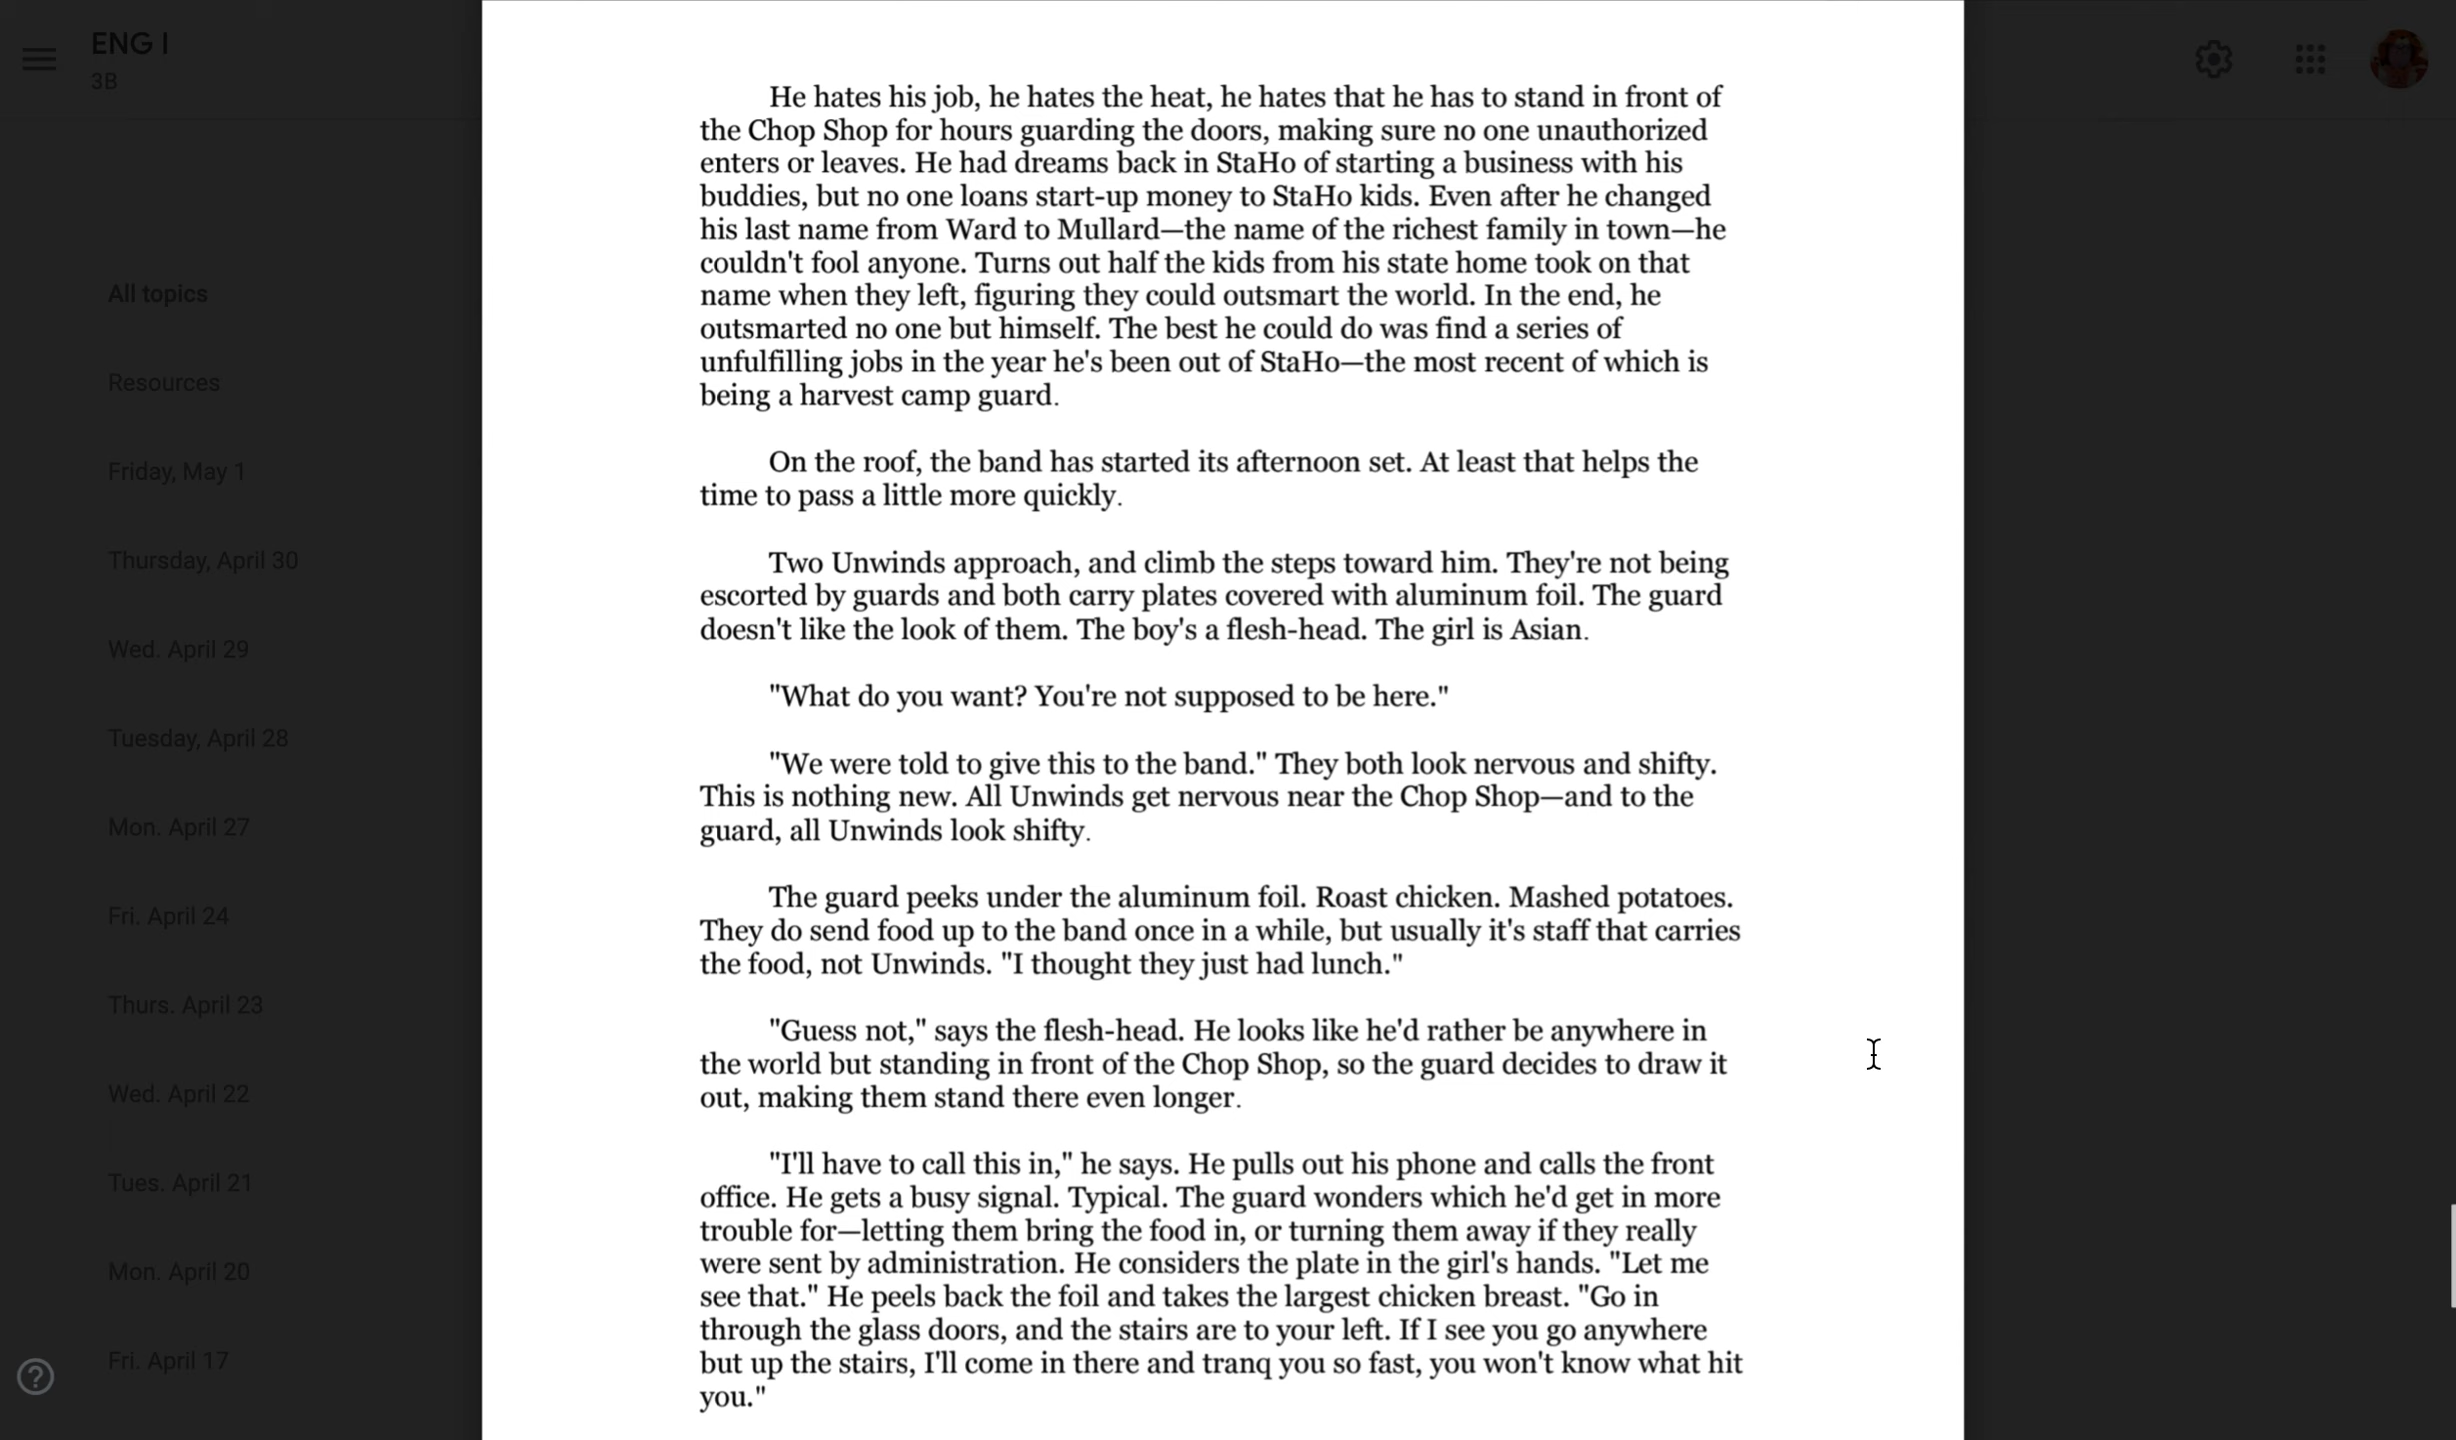 ENG I
3B
All topics
Resources
Friday, May 1
Thursday, April 30
Wed. April 29
Tuesday, April 28
Mon. April 27
Fri. April 24
Thurs. April 23
Wed. April 22
Tues. April 21
Mon. April 20
Fri. April 17
He hates his job, he hates the heat, he hates that he has to stand in front of
the Chop Shop for hours guarding the doors, making sure no one unauthorized
enters or leaves. He had dreams back in StaHo of starting a business with his
buddies, but no one loans start-up money to StaHo kids. Even after he changed
his last name from Ward to Mullard—the name of the richest family in town—he
couldn't fool anyone. Turns out half the kids from his state home took on that
name when they left, figuring they could outsmart the world. In the end, he
outsmarted no one but himself. The best he could do was find a series of
unfulfilling jobs in the year he's been out of StaHo—the most recent of which is
being a harvest camp guard.
On the roof, the band has started its afternoon set. At least that helps the
time to pass a little more quickly.
Two Unwinds approach, and climb the steps toward him. They're not being
escorted by guards and both carry plates covered with aluminum foil. The guard
doesn't like the look of them. The boy's a flesh-head. The girl is Asian.
"What do you want? You're not supposed to be here."
"We were told to give this to the band." They both look nervous and shifty.
This is nothing new. All Unwinds get nervous near the Chop Shop—and to the
guard, all Unwinds look shifty.
The guard peeks under the aluminum foil. Roast chicken. Mashed potatoes.
They do send food up to the band once in a while, but usually it's staff that carries
the food, not Unwinds. "I thought they just had lunch."
"Guess not," says the flesh-head. He looks like he'd rather be anywhere in
the world but standing in front of the Chop Shop, so the guard decides to draw it
out, making them stand there even longer.
"I'll have to call this in," he says. He pulls out his phone and calls the front
office. He gets a busy signal. Typical. The guard wonders which he'd get in more
trouble for—letting them bring the food in, or turning them away if they really
were sent by administration. He considers the plate in the girl's hands. "Let me
see that." He peels back the foil and takes the largest chicken breast. "Go in
through the glass doors, and the stairs are to your left. If I see you go anywhere
but up the stairs, I'll come in there and tranq you so fast, you won't know what hit
you."